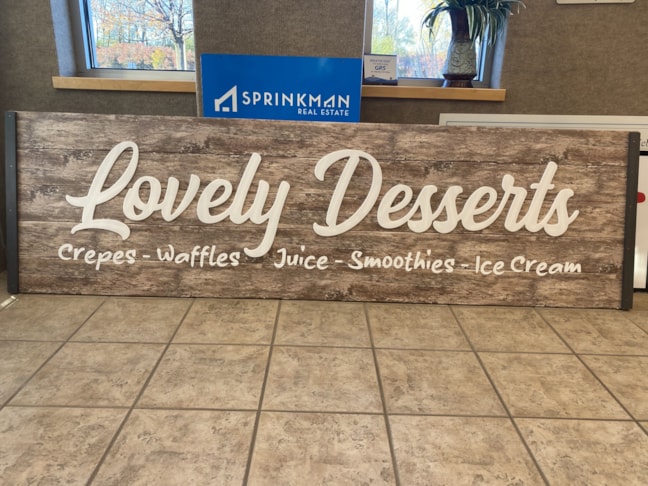 SPRINKMAN
REAL ESTATE
Lovely Desserts
Crepes - Waffles - Juice - Smoothies - Ice Cream